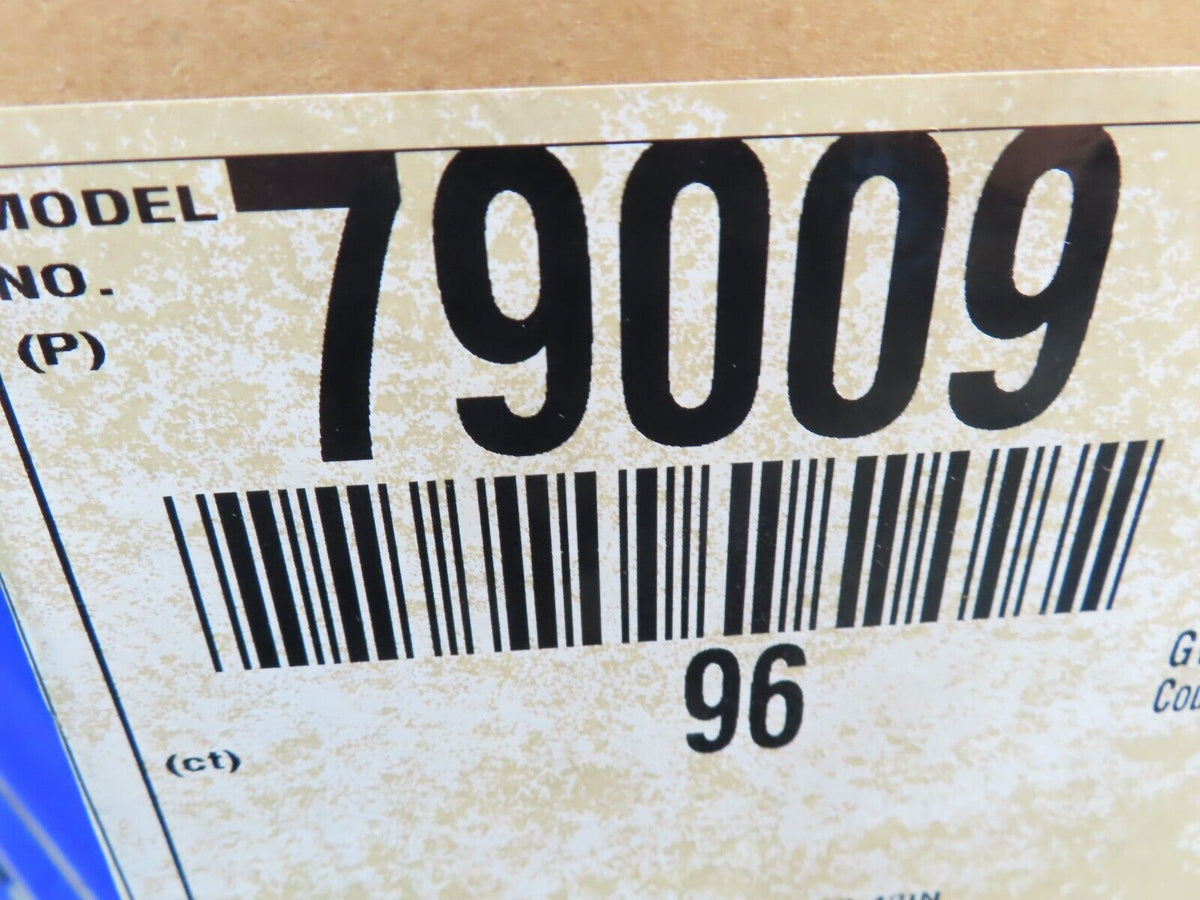 MODEL 79009
NO.
(P)
96
(ct)